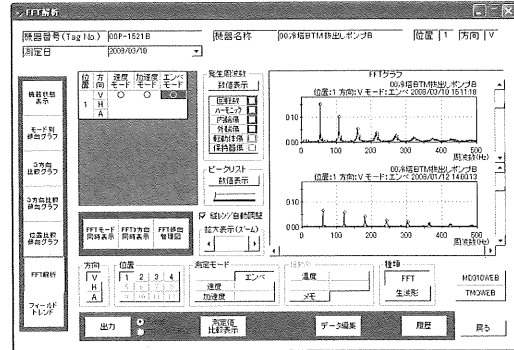 FFT解析
機器番号(Tag No.) 00P-1521B 機器名称 00冷塔BTM抜出しポンプB 位置 1 方向 V
測定日 2009/03/10
位置 方向 速度モード 加速度モード エンベモード
V ○ ○
1 H
A
発生周波数
数値表示
回転数
ハーモニック
内輪傷
外輪傷
転動体傷
保持器傷
ピークリスト
数値表示
FFTグラフ
00冷塔BTM抜出しポンプB
位置:1 方向:V モード:エンベ 2009/03/10 15:11:18
0.10
0 100 200 300 400 500
周波数(Hz)
00冷塔BTM抜出しポンプB
位置:1 方向:V モード:エンベ 2009/01/12 14:00:13
0.10
0 100 200 300 400 500
周波数(Hz)
機器状態表示
モード別傾向グラフ
3方向比較グラフ
3方向比較傾向グラフ
位置比較傾向グラフ
FFT解析
フィールドトレンド
FFTモード同時表示
FFT3方向同時表示
FFT傾向管理図
縦レンジ自動調整
拡大表示(ズーム)
方向
V
H
A
位置
1 2 3 4
5 6 7 8
9 10 11 12
測定モード
エンベ
速度
加速度
温度
メモ
種類
FFT
生波形
MD310WEB
TMOWEB
出力
測定値比較表示
データ編集
履歴
戻る